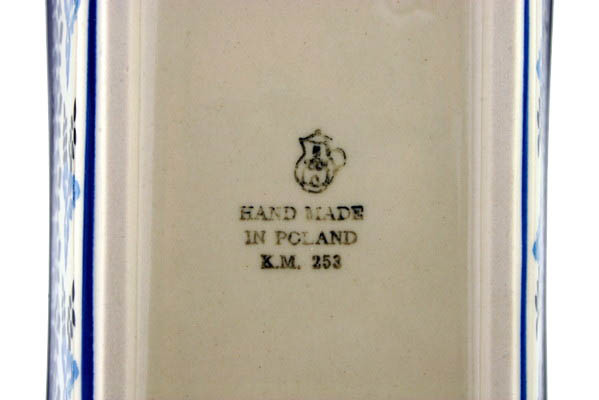 HAND MADE
IN POLAND
K.M. 253